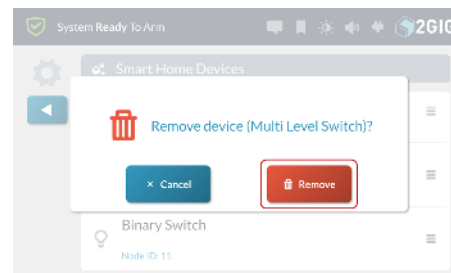 System Ready To Arm
2GIG
Smart Home Devices
Remove device (Multi Level Switch)?
× Cancel
Remove
Binary Switch
Node ID: 11